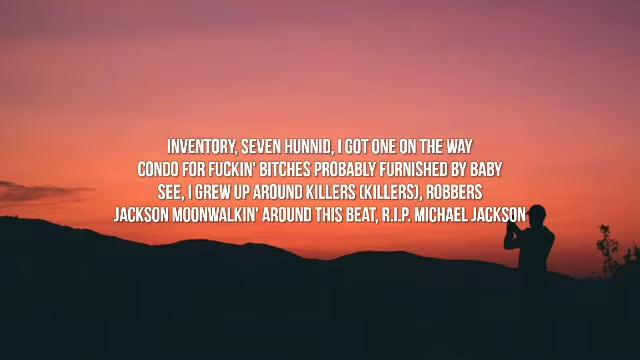 INVENTORY, SEVEN HUNNID, I GOT ONE ON THE WAY
CONDO FOR FUCKIN' BITCHES PROBABLY FURNISHED BY BABY
SEE, I GREW UP AROUND KILLERS (KILLERS), ROBBERS
JACKSON MOONWALKIN' AROUND THIS BEAT, R.I.P. MICHAEL JACKSON